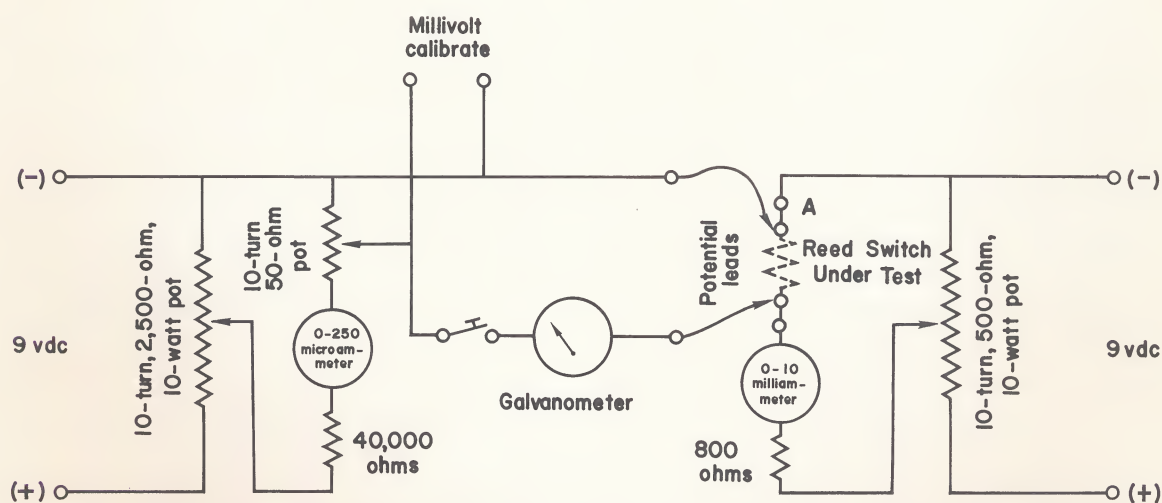 Millivolt
calibrate
(-)
(-)
A
10-turn, 2,500-ohm,
10-watt pot
10-turn
50-ohm
pot
Potential
leads
Reed Switch
Under Test
10-turn, 500-ohm,
10-watt pot
9 vdc
0-250
microam-
meter
Galvanometer
0-10
milliam-
meter
9 vdc
40,000
ohms
800
ohms
(+)
(+)